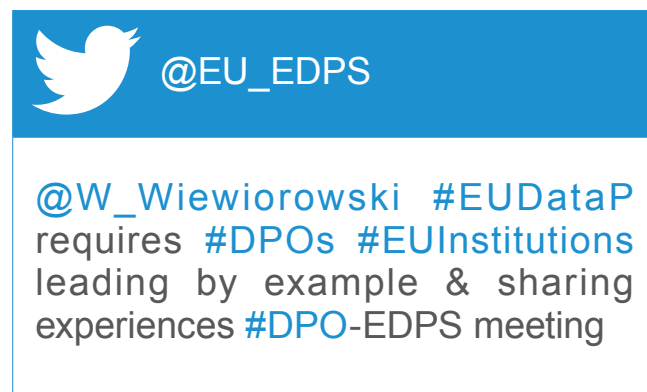 @EU_EDPS
@W_Wiewiorowski #EUDataP
requires #DPOs #EUInstitutions
leading by example & sharing
experiences #DPO-EDPS meeting